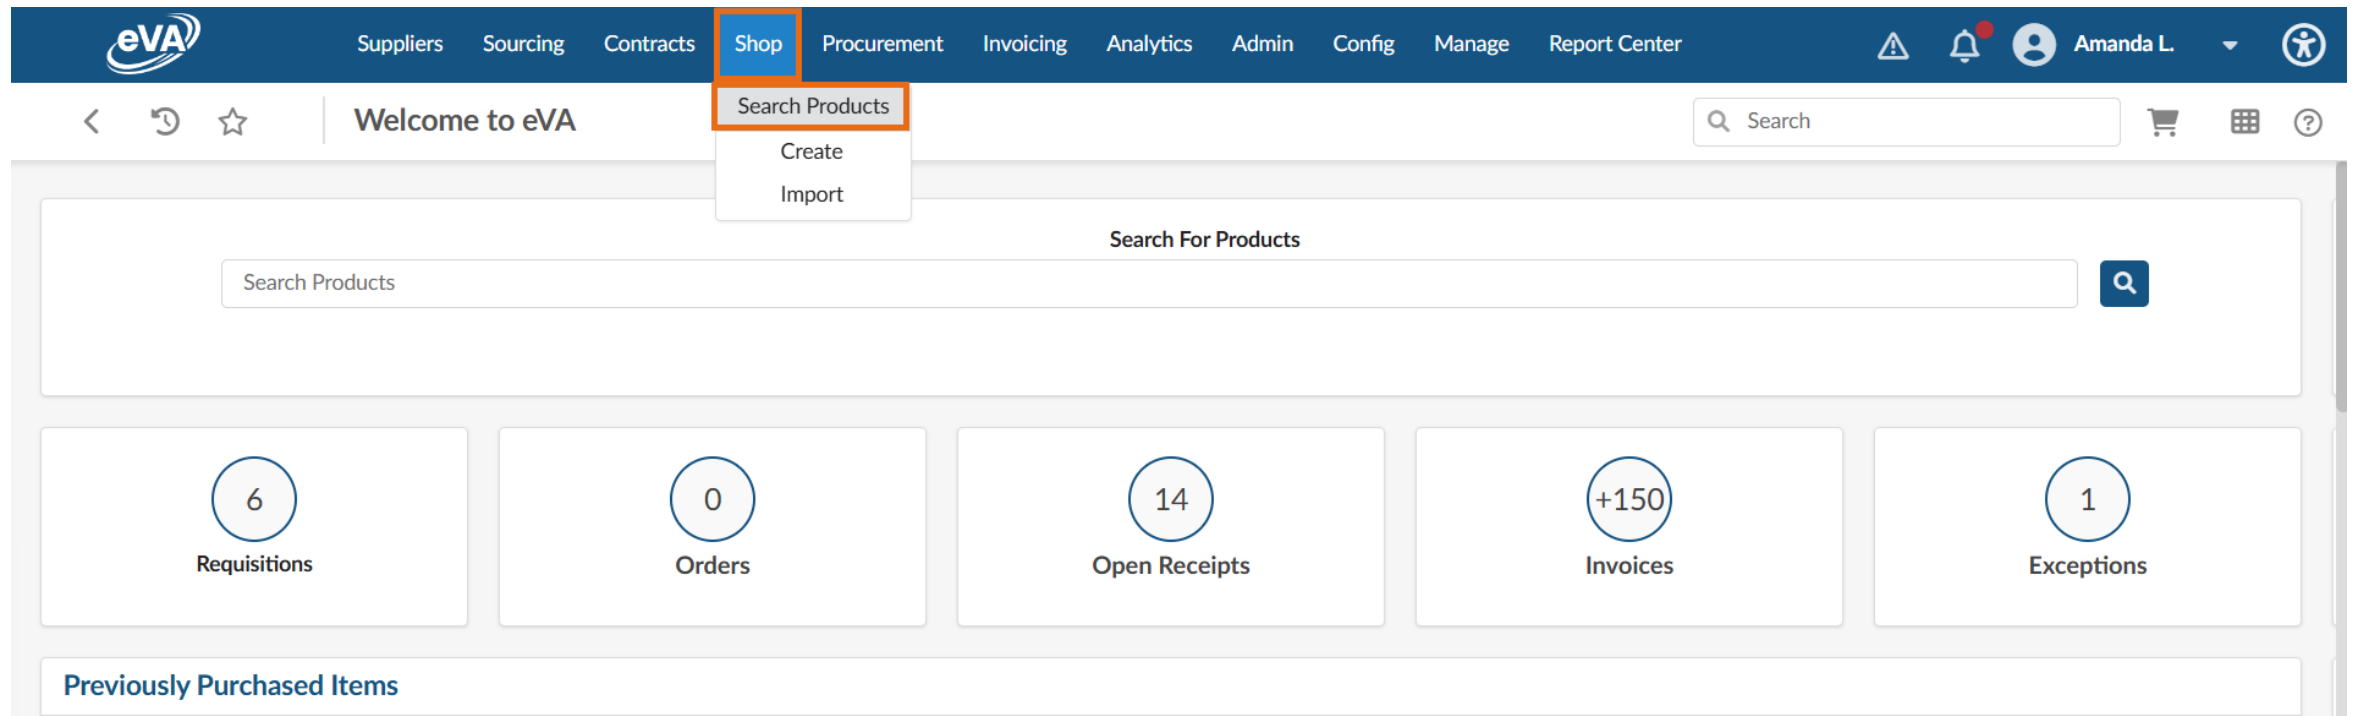 eVA Suppliers Sourcing Contracts Shop Procurement Invoicing Analytics Admin Config Manage Report Center Amanda L.
Welcome to eVA
Search Products
Create
Import
Search
Search For Products
Search Products
6
Requisitions
0
Orders
14
Open Receipts
+150
Invoices
1
Exceptions
Previously Purchased Items